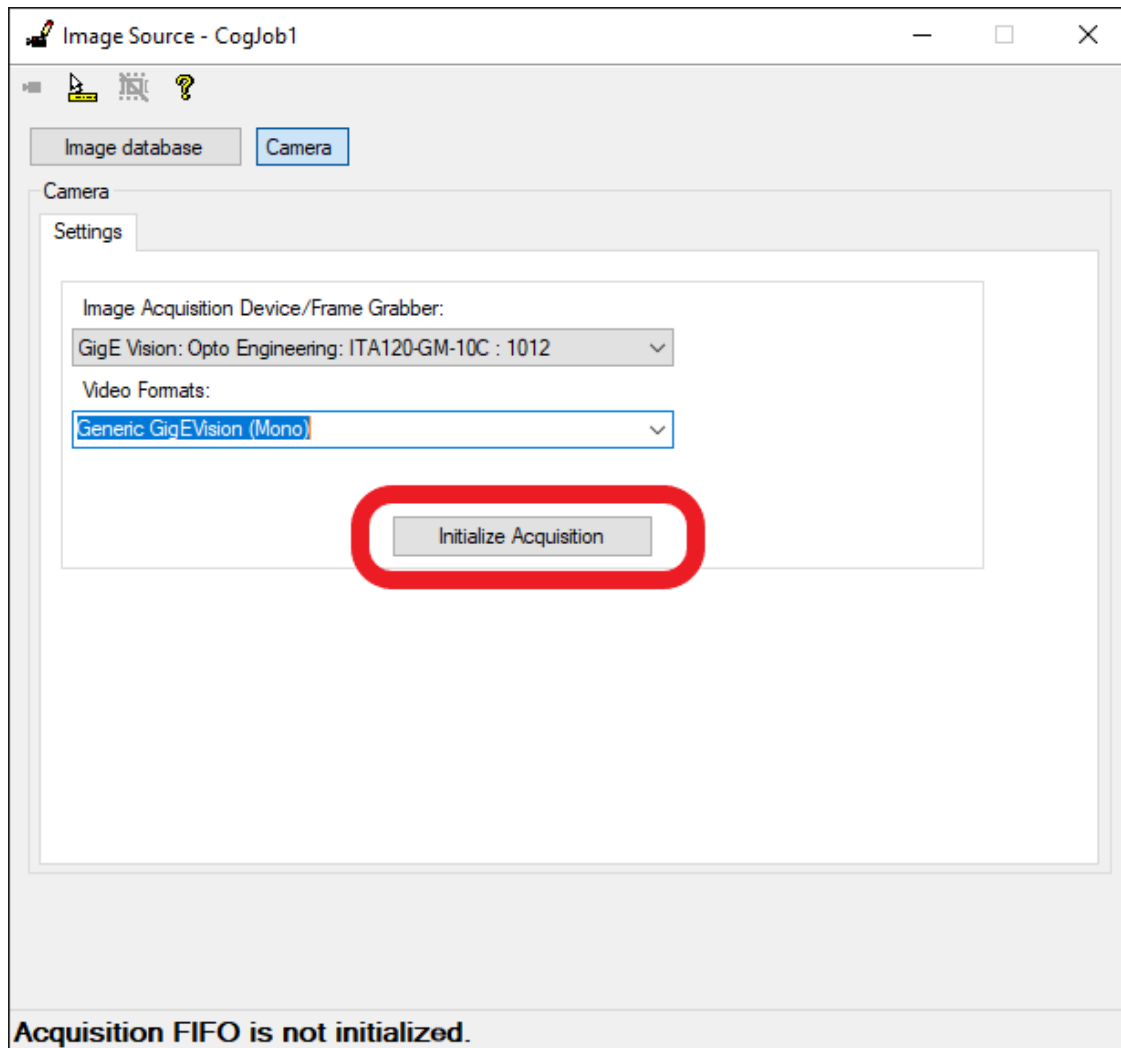 Image Source - CogJob1
Image database
Camera
Camera
Settings
Image Acquisition Device/Frame Grabber:
GigE Vision: Opto Engineering: ITA120-GM-10C : 1012
Video Formats:
Generic GigEVision (Mono)
Initialize Acquisition
Acquisition FIFO is not initialized.